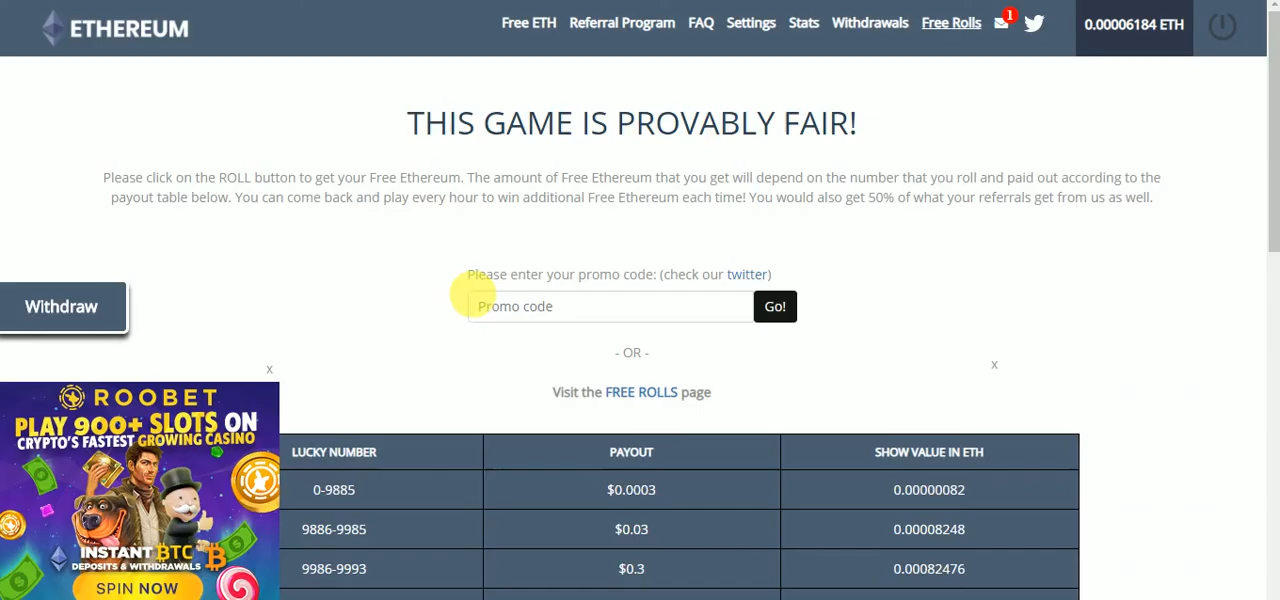 ETHEREUM
Free ETH Referral Program FAQ Settings Stats Withdrawals Free Rolls 1 0.00006184 ETH
THIS GAME IS PROVABLY FAIR!
Please click on the ROLL button to get your Free Ethereum. The amount of Free Ethereum that you get will depend on the number that you roll and paid out according to the
payout table below. You can come back and play every hour to win additional Free Ethereum each time! You would also get 50% of what your referrals get from us as well.
Please enter your promo code: (check our twitter)
Promo code Go!
Withdraw
- OR -
x
x
Visit the FREE ROLLS page
ROOBET
PLAY 900+ SLOTS ON
CRYPTO'S FASTEST GROWING CASINO
INSTANT BTC
DEPOSITS & WITHDRAWALS
SPIN NOW
LUCKY NUMBER PAYOUT SHOW VALUE IN ETH
0-9885 $0.0003 0.00000082
9886-9985 $0.03 0.00008248
9986-9993 $0.3 0.00082476